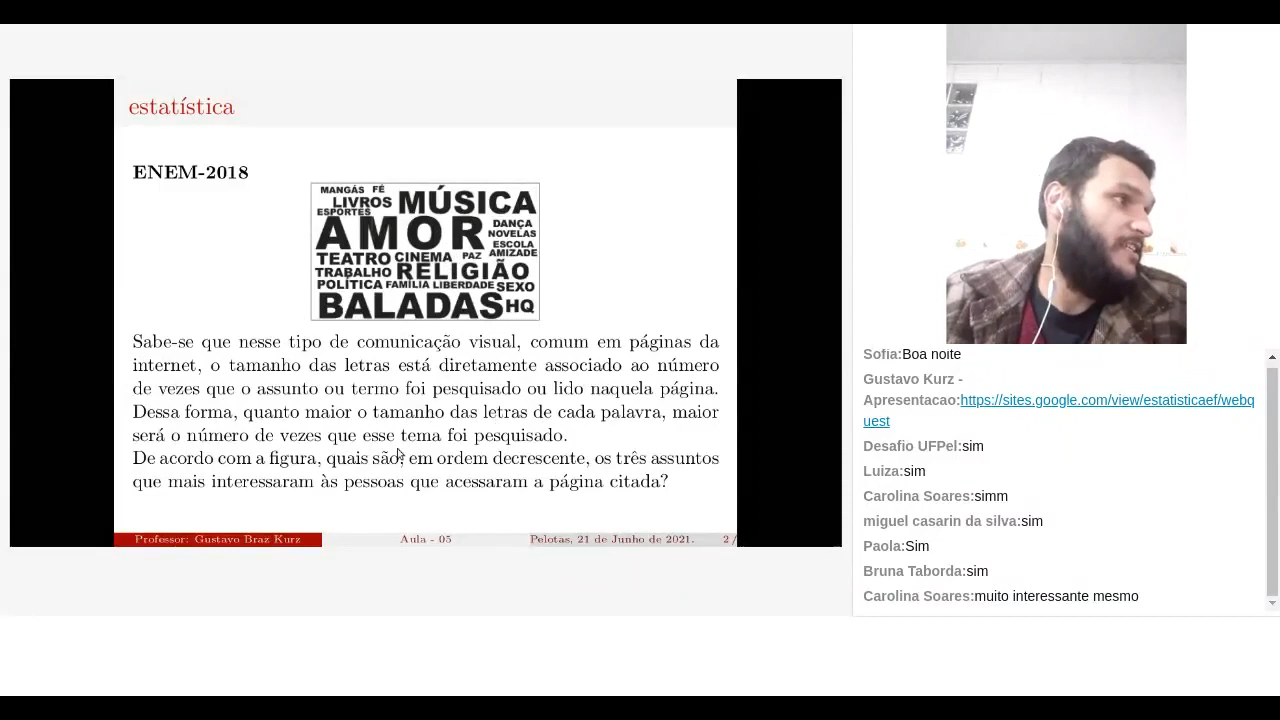 estatística
ENEM-2018
MANGÁS FÉ
LIVROS MÚSICA
ESPORTES
AMOR DANÇA
NOVELAS
ESCOLA
TEATRO CINEMA PAZ AMIZADE
TRABALHO RELIGIÃO
POLÍTICA FAMÍLIA LIBERDADE SEXO
BALADAS HQ
Sabe-se que nesse tipo de comunicação visual, comum em páginas da
internet, o tamanho das letras está diretamente associado ao número
de vezes que o assunto ou termo foi pesquisado ou lido naquela página.
Dessa forma, quanto maior o tamanho das letras de cada palavra, maior
será o número de vezes que esse tema foi pesquisado.
De acordo com a figura, quais são, em ordem decrescente, os três assuntos
que mais interessaram às pessoas que acessaram a página citada?
Professor: Gustavo Braz Kurz Aula - 05 Pelotas, 21 de Junho de 2021. 2 /
Sofia:Boa noite
Gustavo Kurz -
Apresentacao:https://sites.google.com/view/estatisticaef/webq
uest
Desafio UFPel:sim
Luiza:sim
Carolina Soares:simm
miguel casarin da silva:sim
Paola:Sim
Bruna Taborda:sim
Carolina Soares:muito interessante mesmo